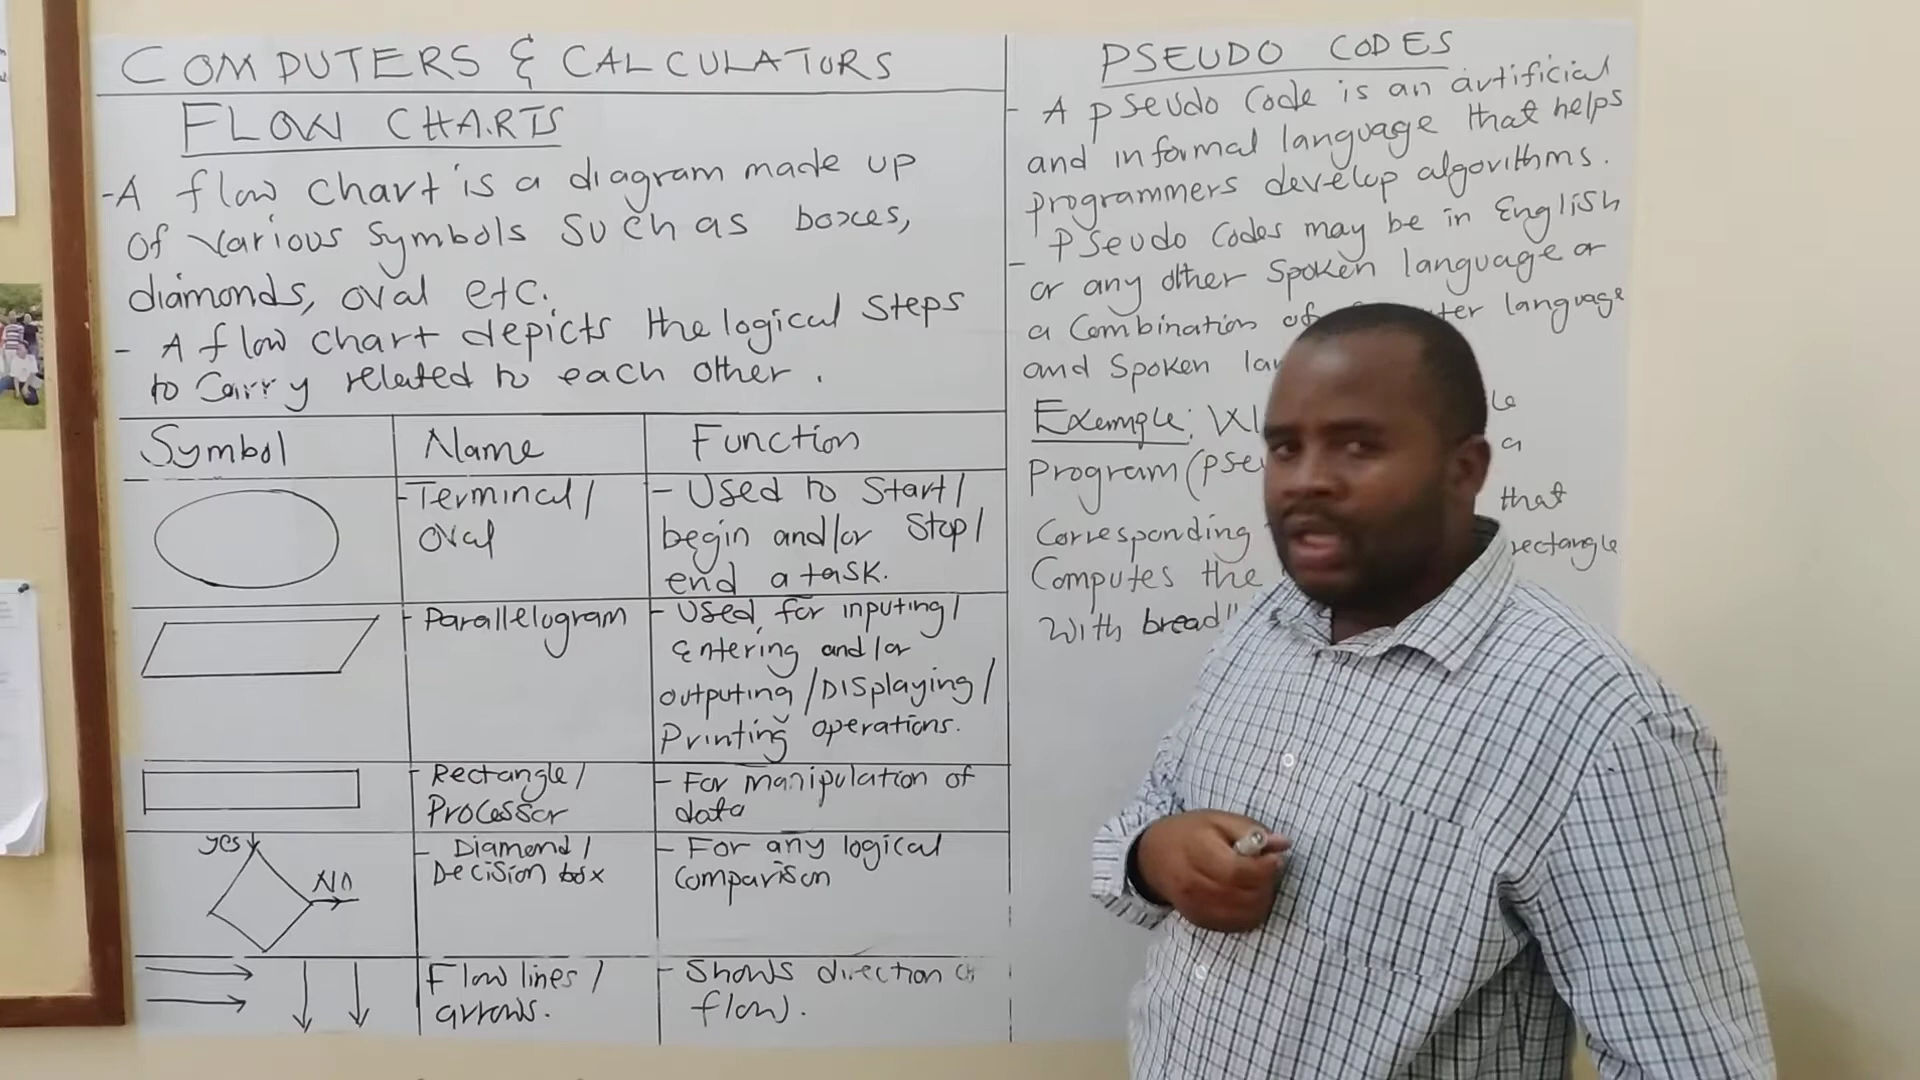 COMPUTERS & CALCULATORS
FLOW CHARTS
-A flow chart is a diagram made up
of various symbols such as boxes,
diamonds, oval etc.
- A flow chart depicts the logical steps
to carry related to each other.
Symbol Name Function
-Terminal/
Oval
- Used to start/
begin and/or stop/
end a task.
- Parallelogram
- Used for inputing/
Entering and/or
outputing/Displaying/
Printing operations.
- Rectangle/
Processor
- For manipulation of
data
yes
NO
- Diamond/
Decision box
- For any logical
comparison
Flow lines/
arrows.
- Shows direction
flow.
PSEUDO CODES
- A pseudo code is an artificial
and informal language that helps
programmers develop algorithms.
- Pseudo codes may be in English
or any other spoken language or
a combination of language
and spoken
Example:
Program
Corresponding that
Computes the rectangle
With